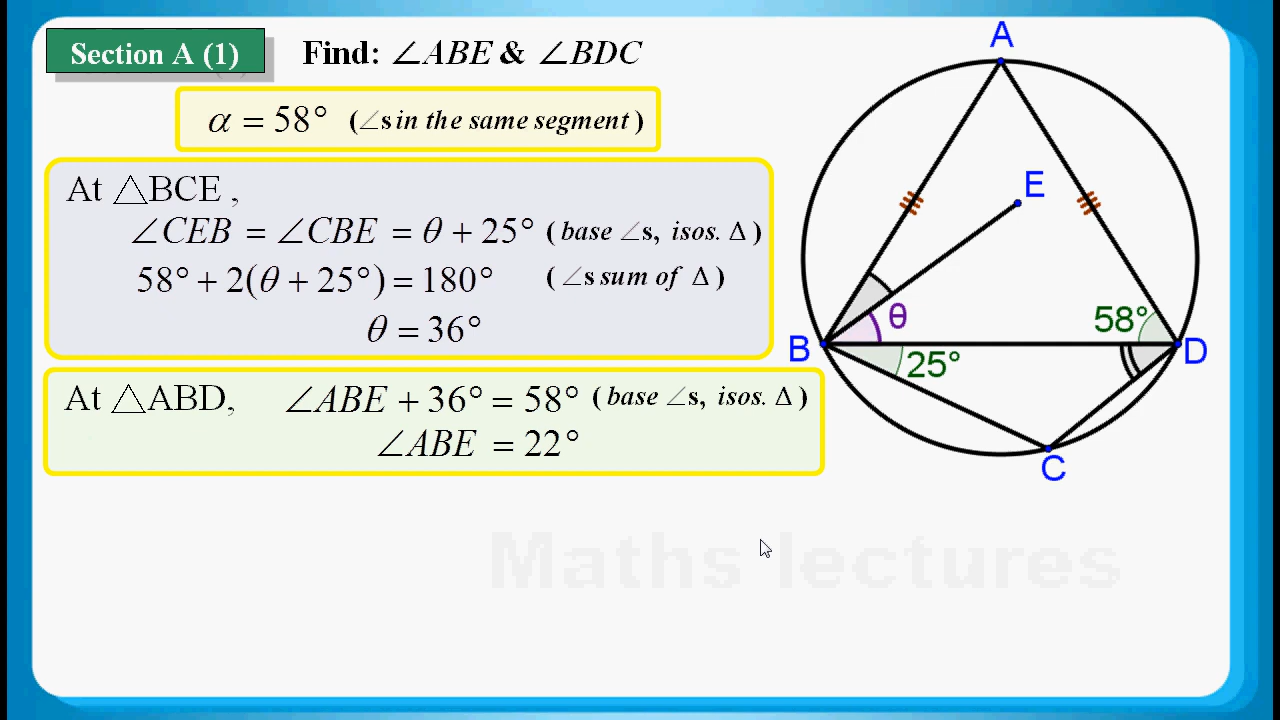 Section A (1)
Find: ∠ABE & ∠BDC
α = 58° (∠s in the same segment)
At △BCE,
∠CEB = ∠CBE = θ + 25° (base ∠s, isos. Δ)
58° + 2(θ + 25°) = 180° (∠s sum of Δ)
θ = 36°
At △ABD, ∠ABE + 36° = 58° (base ∠s, isos. Δ)
∠ABE = 22°
A
E
θ
58°
B
D
25°
C
Maths lectures